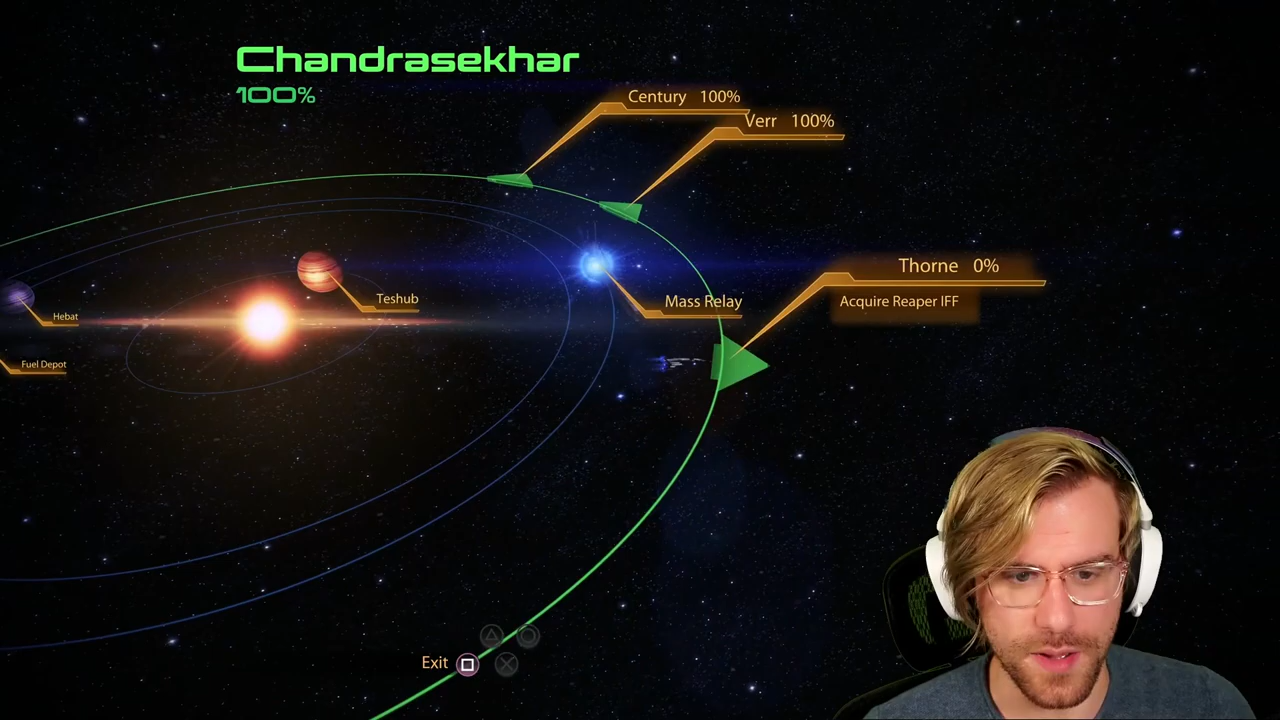 Chandrasekhar
100%
Century 100%
Verr 100%
Thorne 0%
Acquire Reaper IFF
Teshub
Mass Relay
Hebat
Fuel Depot
Exit